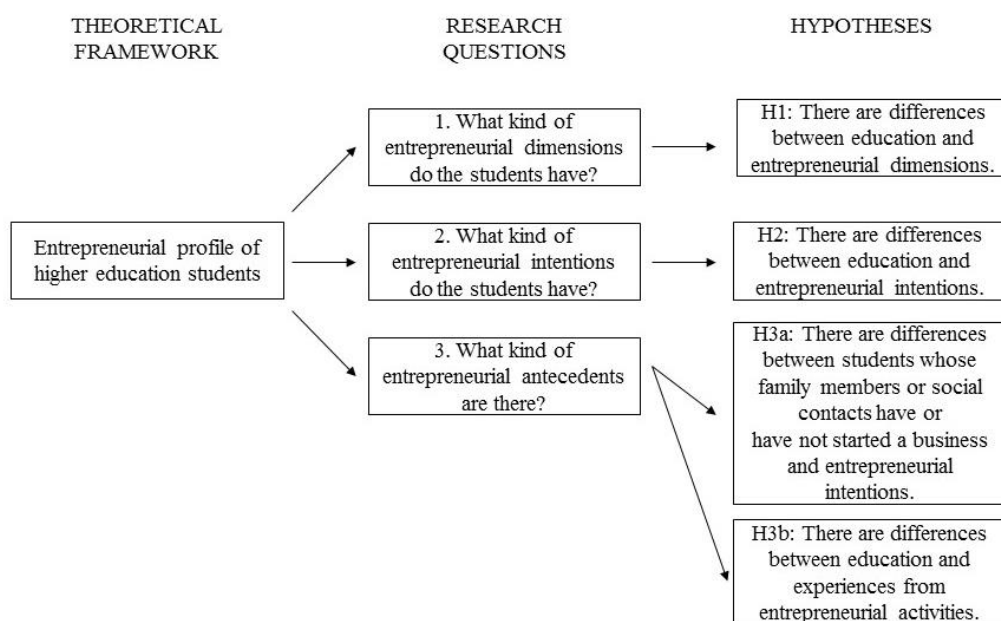 THEORETICAL
FRAMEWORK
RESEARCH
QUESTIONS
HYPOTHESES
Entrepreneurial profile of
higher education students
1. What kind of
entrepreneurial dimensions
do the students have?
2. What kind of
entrepreneurial intentions
do the students have?
3. What kind of
entrepreneurial antecedents
are there?
H1: There are differences
between education and
entrepreneurial dimensions.
H2: There are differences
between education and
entrepreneurial intentions.
H3a: There are differences
between students whose
family members or social
contacts have or
have not started a business
and entrepreneurial
intentions.
H3b: There are differences
between education and
experiences from
entrepreneurial activities.